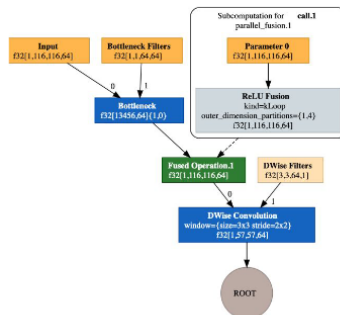 Subcomputation for call.1
parallel_fusion.1
Input
f32[1,116,116,64]
Bottleneck Filters
f32[1,1,64,64]
Parameter 0
f32[1,116,116,64]
0
1
Bottleneck
f32[13456,64]{1,0}
ReLU Fusion
kind=kLoop
outer_dimension_partitions={1,4}
f32[1,116,116,64]
Fused Operation.1
f32[1,116,116,64]
DWise Filters
f32[3,3,64,1]
0
1
DWise Convolution
window={size=3x3 stride=2x2}
f32[1,57,57,64]
ROOT